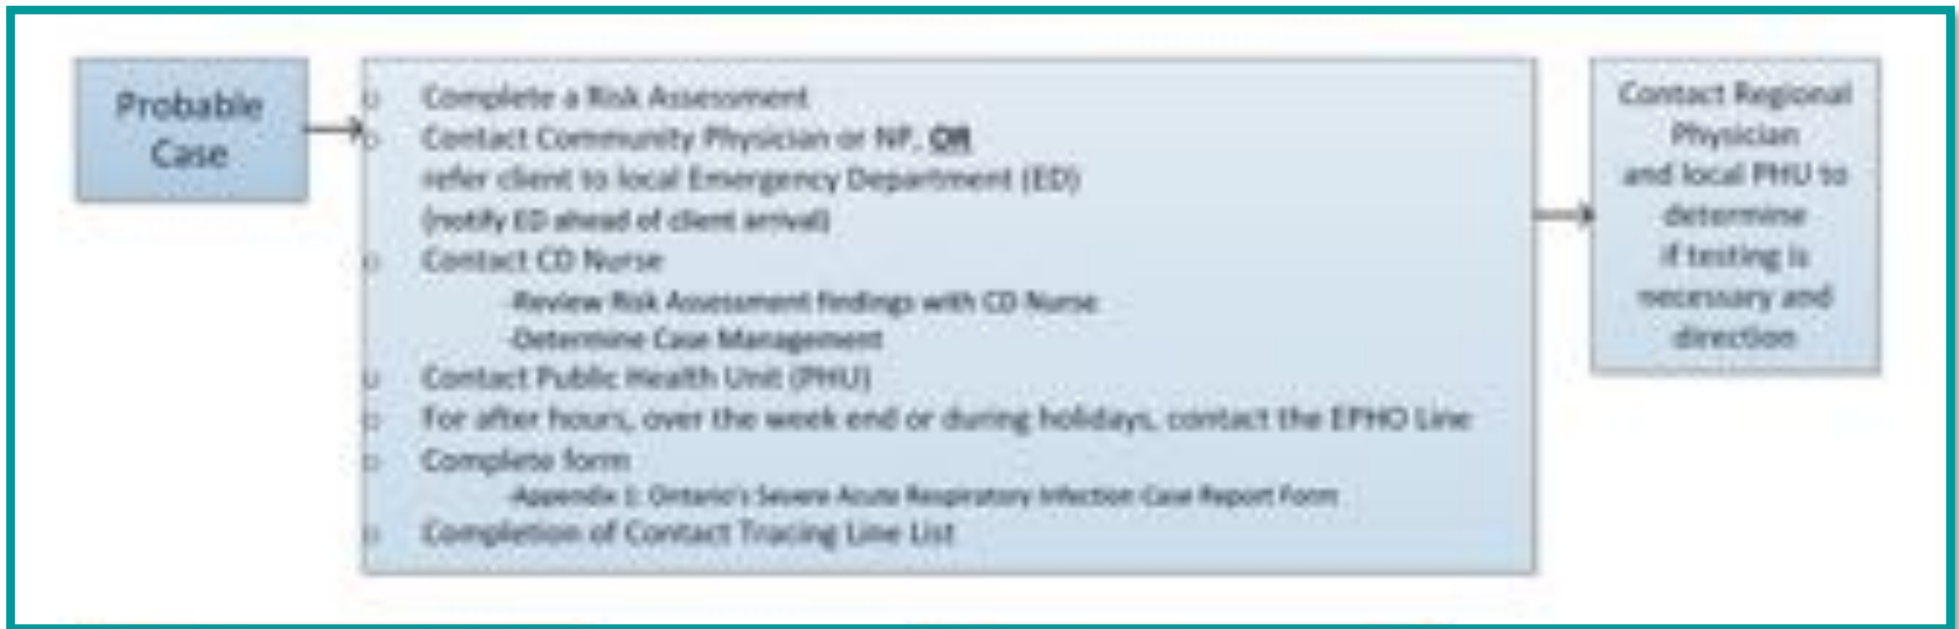 Probable
Case
Complete a Risk Assessment
Contact Community Physician or NP, OR
refer client to local Emergency Department (ED)
(notify ED ahead of client arrival)
Contact CD Nurse
-Review Risk Assessment findings with CD Nurse
-Determine Case Management
Contact Public Health Unit (PHU)
For after hours, over the week end or during holidays, contact the EPHO Line
Complete form
-Appendix 1: Ontario's Severe Acute Respiratory Infection Case Report Form
Completion of Contact Tracing Line List
Contact Regional
Physician
and local PHU to
determine
if testing is
necessary and
direction